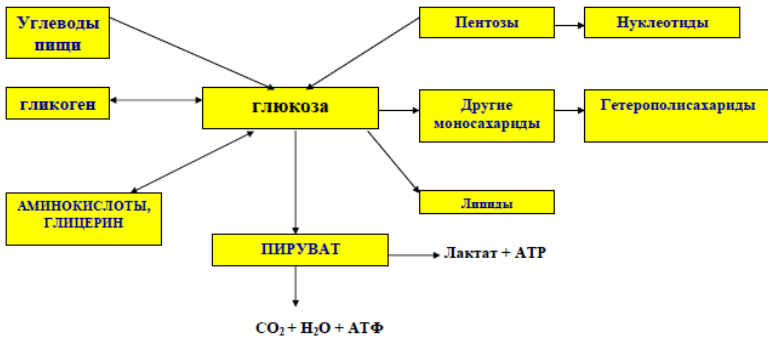 Углеводы
пищи
Пентозы
Нуклеотиды
гликоген
глюкоза
Другие
моносахариды
Гетерополисахариды
АМИНОКИСЛОТЫ,
ГЛИЦЕРИН
Липиды
ПИРУВАТ
Лактат + АТР
CO₂ + H₂O + АТФ